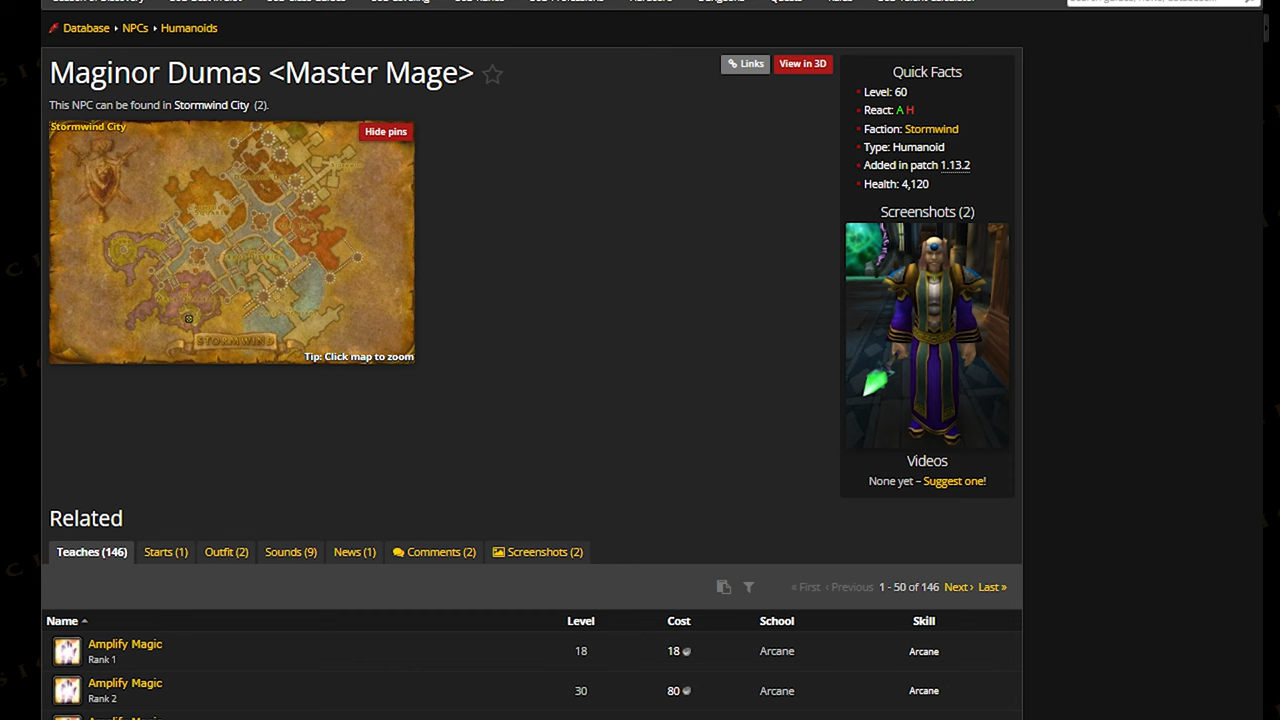 Database › NPCs › Humanoids
Maginor Dumas <Master Mage>
Links
View in 3D
This NPC can be found in Stormwind City (2).
Stormwind City
Hide pins
STORMWIND
Tip: Click map to zoom
Quick Facts
Level: 60
React: A H
Faction: Stormwind
Type: Humanoid
Added in patch 1.13.2
Health: 4,120
Screenshots (2)
Videos
None yet – Suggest one!
Related
Teaches (146)
Starts (1)
Outfit (2)
Sounds (9)
News (1)
Comments (2)
Screenshots (2)
« First ‹ Previous 1 - 50 of 146 Next › Last »
Name Level Cost School Skill
Amplify Magic
Rank 1
18 18 Arcane Arcane
Amplify Magic
Rank 2
30 80 Arcane Arcane